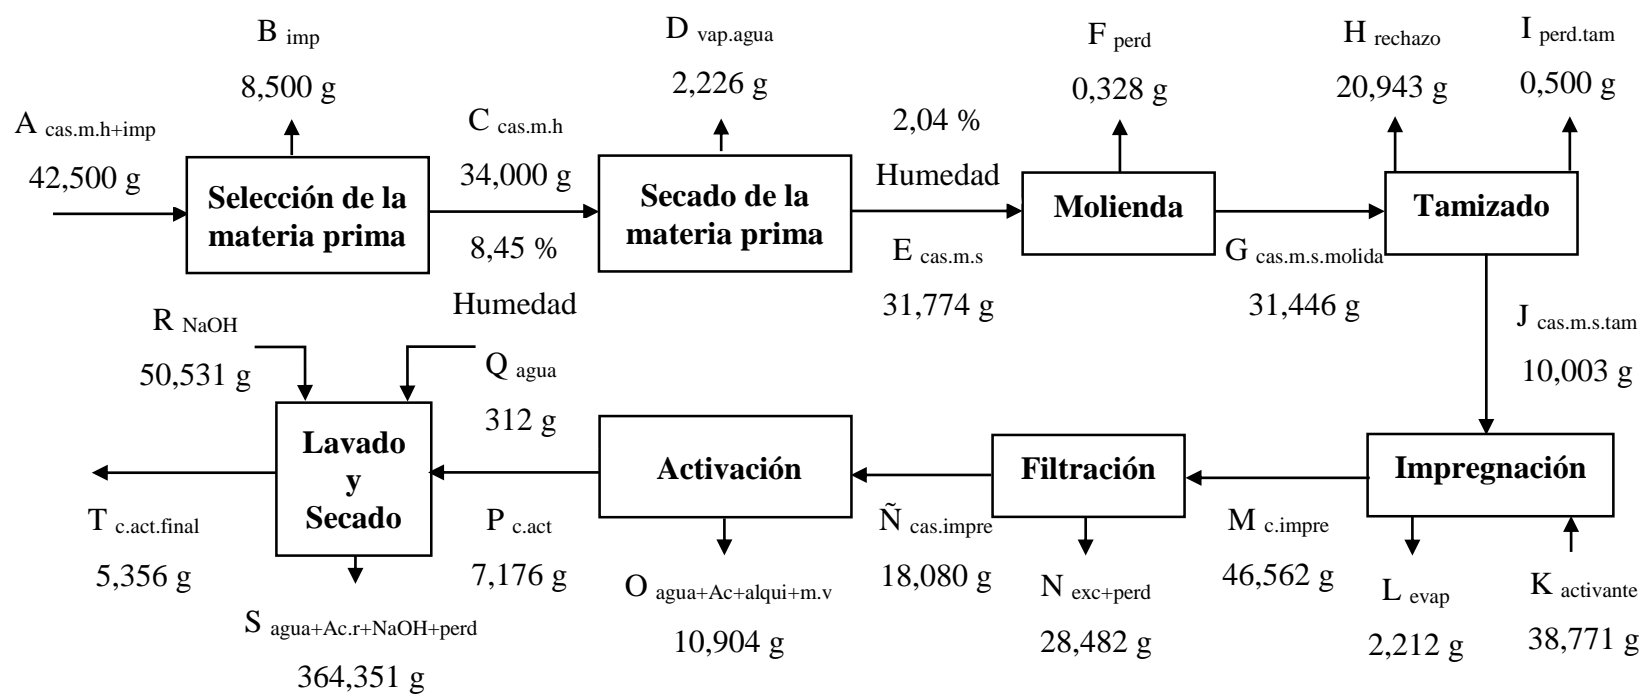 B imp
8,500 g
D vap.agua
2,226 g
F perd
0,328 g
H rechazo
20,943 g
I perd.tam
0,500 g
A cas.m.h+imp
42,500 g
Selección de la
materia prima
C cas.m.h
34,000 g
8,45 %
Humedad
Secado de la
materia prima
2,04 %
Humedad
E cas.m.s
31,774 g
Molienda
G cas.m.s.molida
31,446 g
Tamizado
J cas.m.s.tam
10,003 g
R NaOH
50,531 g
Q agua
312 g
Lavado
y
Secado
Activación
Filtración
Impregnación
T c.act.final
5,356 g
S agua+Ac.r+NaOH+perd
364,351 g
P c.act
7,176 g
O agua+Ac+alqui+m.v
10,904 g
Ñ cas.impre
18,080 g
N exc+perd
28,482 g
M c.impre
46,562 g
L evap
2,212 g
K activante
38,771 g